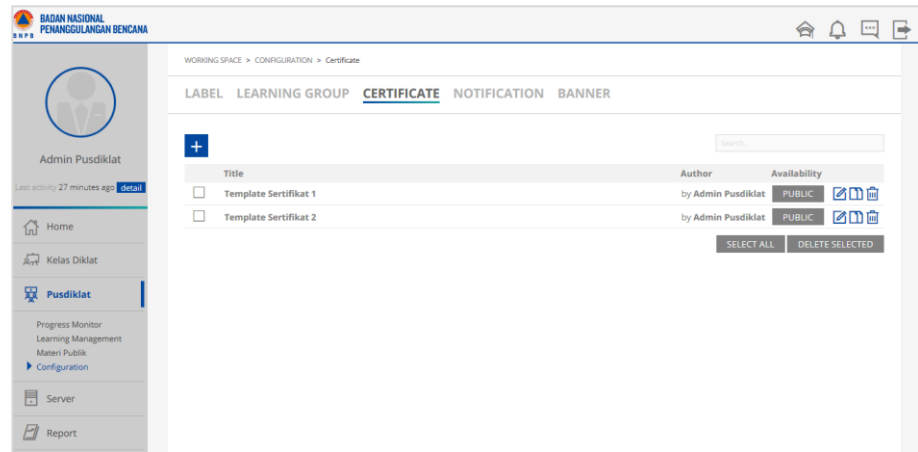 BADAN NASIONAL
PENANGGULANGAN BENCANA
BNPB
WORKING SPACE > CONFIGURATION > Certificate
LABEL LEARNING GROUP CERTIFICATE NOTIFICATION BANNER
Admin Pusdiklat
Last activity 27 minutes ago detail
Home
Kelas Diklat
Pusdiklat
Progress Monitor
Learning Management
Materi Publik
Configuration
Server
Report
+
Search...
Title Author Availability
Template Sertifikat 1 by Admin Pusdiklat PUBLIC
Template Sertifikat 2 by Admin Pusdiklat PUBLIC
SELECT ALL DELETE SELECTED